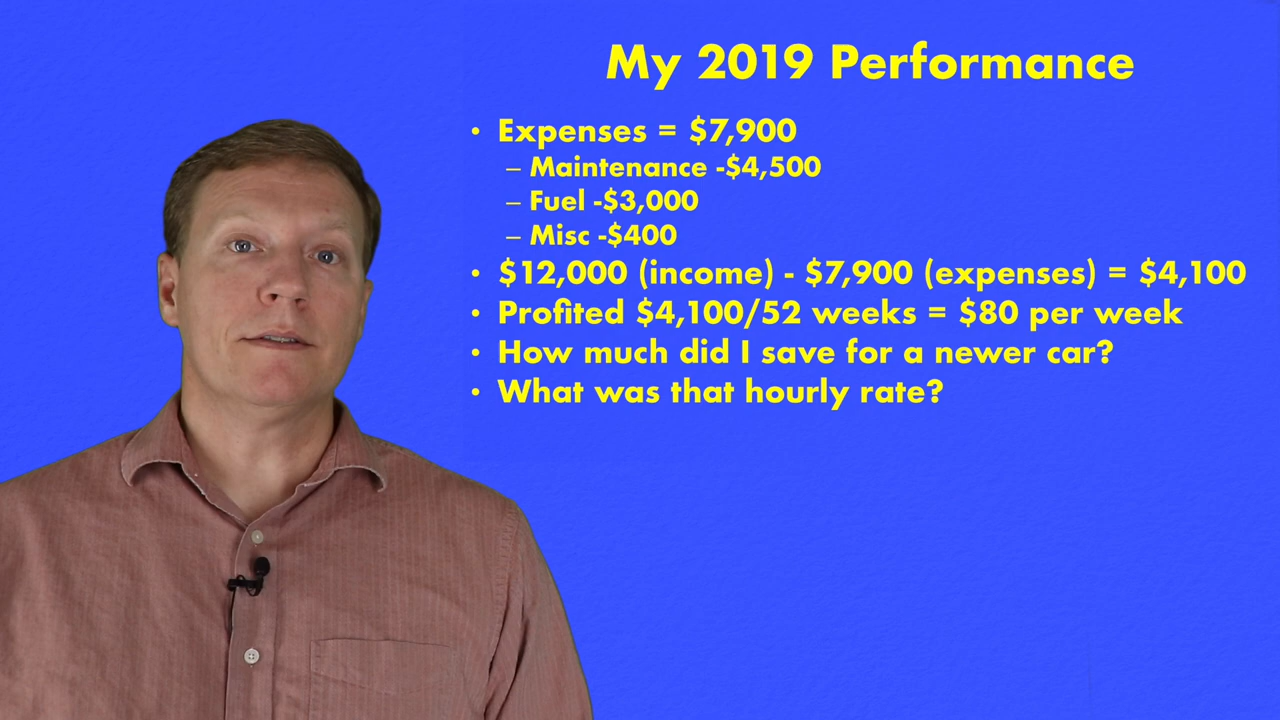 My 2019 Performance
• Expenses = $7,900
– Maintenance -$4,500
– Fuel -$3,000
– Misc -$400
• $12,000 (income) - $7,900 (expenses) = $4,100
• Profited $4,100/52 weeks = $80 per week
• How much did I save for a newer car?
• What was that hourly rate?